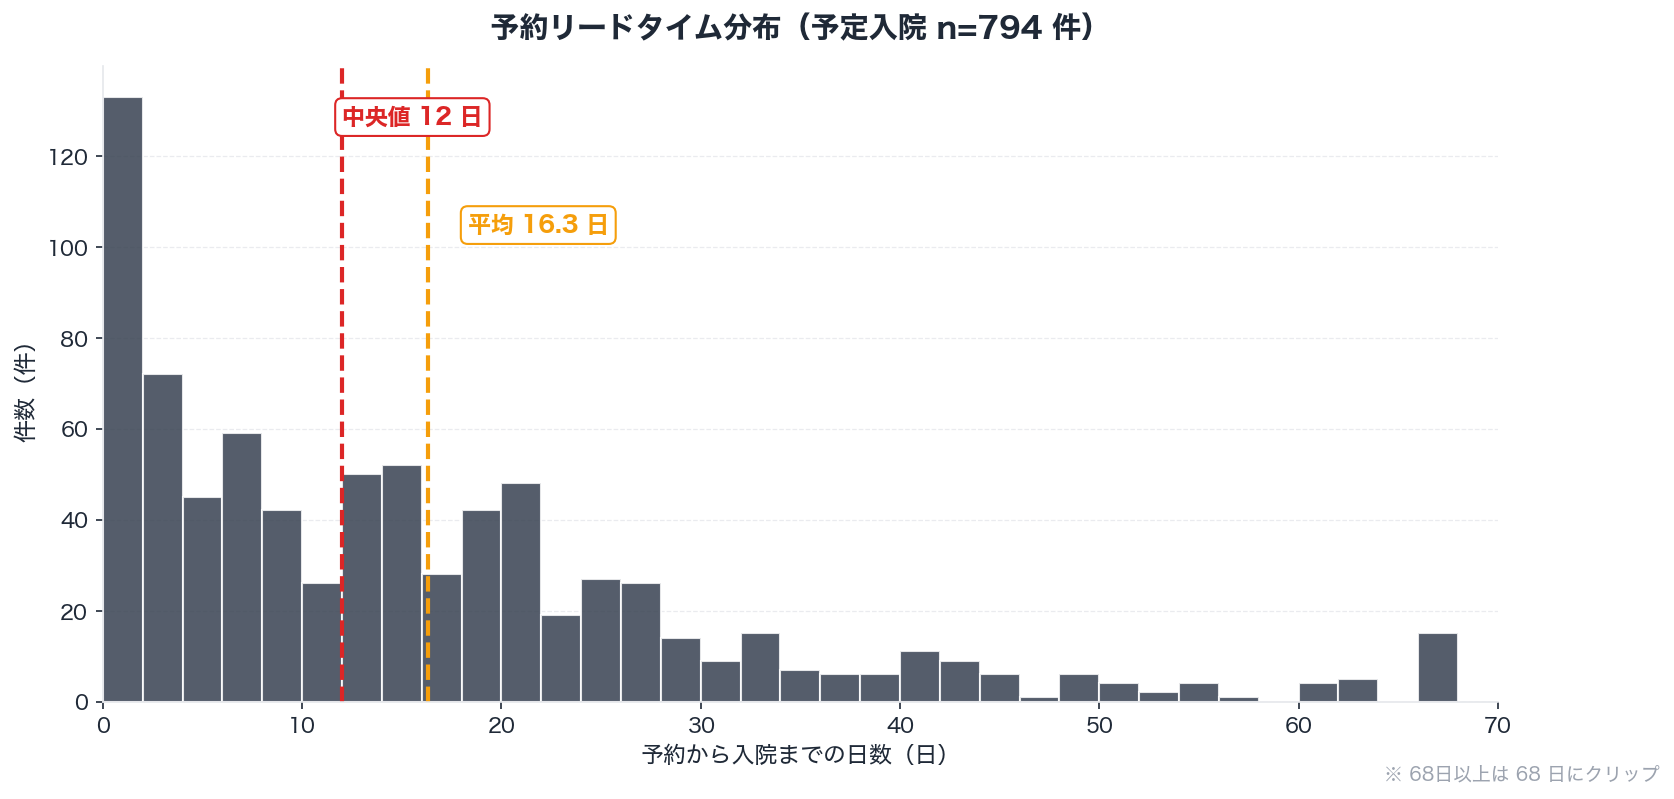 予約リードタイム分布（予定入院 n=794 件）
中央値 12 日
平均 16.3 日
件数（件）
120
100
80
60
40
20
0
0 10 20 30 40 50 60 70
予約から入院までの日数（日）
※ 68日以上は 68 日にクリップ